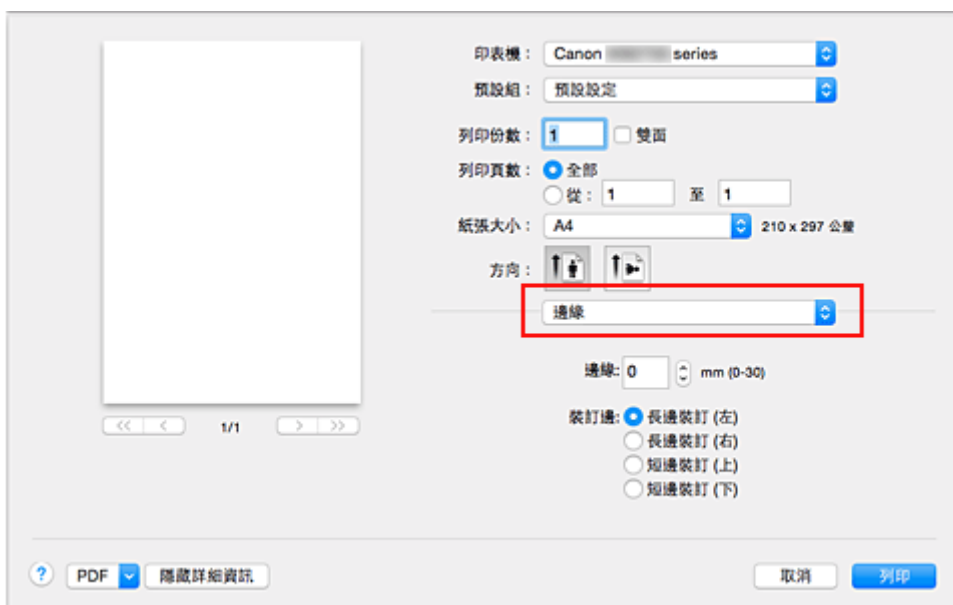 印表機： Canon series
預設組： 預設設定
列印份數： 1 雙面
列印頁數： 全部
從： 1 至 1
紙張大小： A4 210 x 297 公釐
方向：
邊緣
邊緣: 0 mm (0-30)
裝訂邊: 長邊裝訂 (左)
長邊裝訂 (右)
短邊裝訂 (上)
短邊裝訂 (下)
<< < 1/1 > >>
? PDF 隱藏詳細資訊 取消 列印